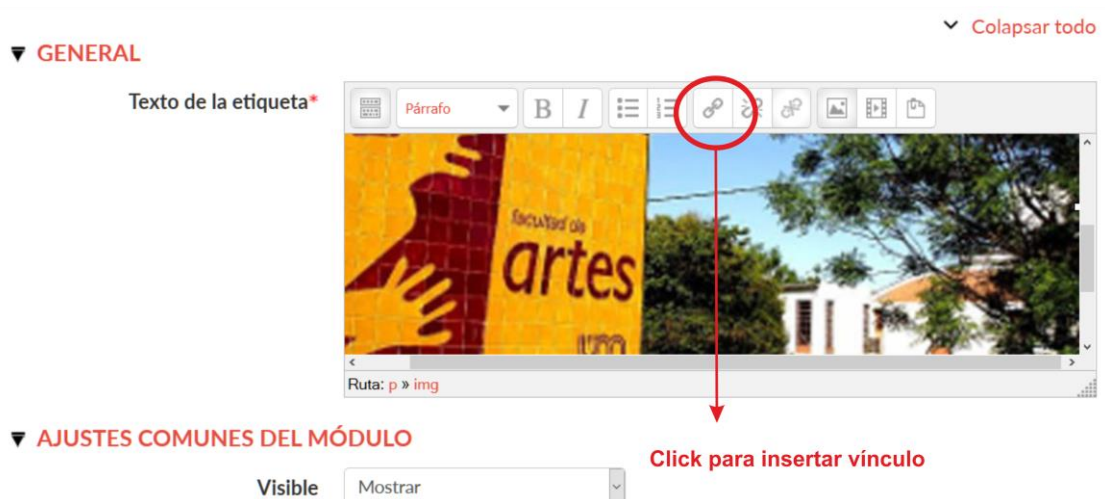 Colapsar todo
GENERAL
Texto de la etiqueta*
Párrafo
B I
facultad de
artes
Ruta: p » img
AJUSTES COMUNES DEL MÓDULO
Click para insertar vínculo
Visible
Mostrar